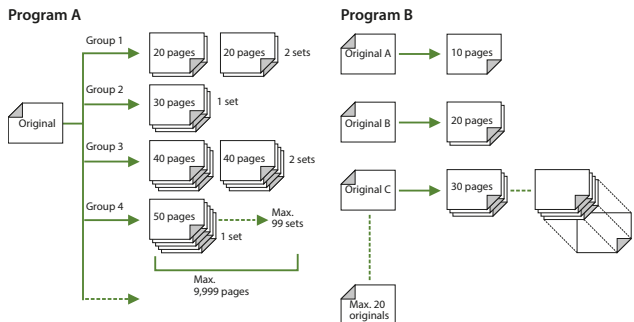 Program A
Group 1
20 pages
20 pages
2 sets
Group 2
30 pages
1 set
Original
Group 3
40 pages
40 pages
2 sets
Group 4
50 pages
1 set
Max.
99 sets
Max.
9,999 pages
Program B
Original A
10 pages
Original B
20 pages
Original C
30 pages
Max. 20
originals